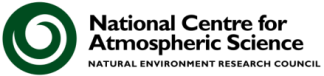 National Centre for
Atmospheric Science
NATURAL ENVIRONMENT RESEARCH COUNCIL